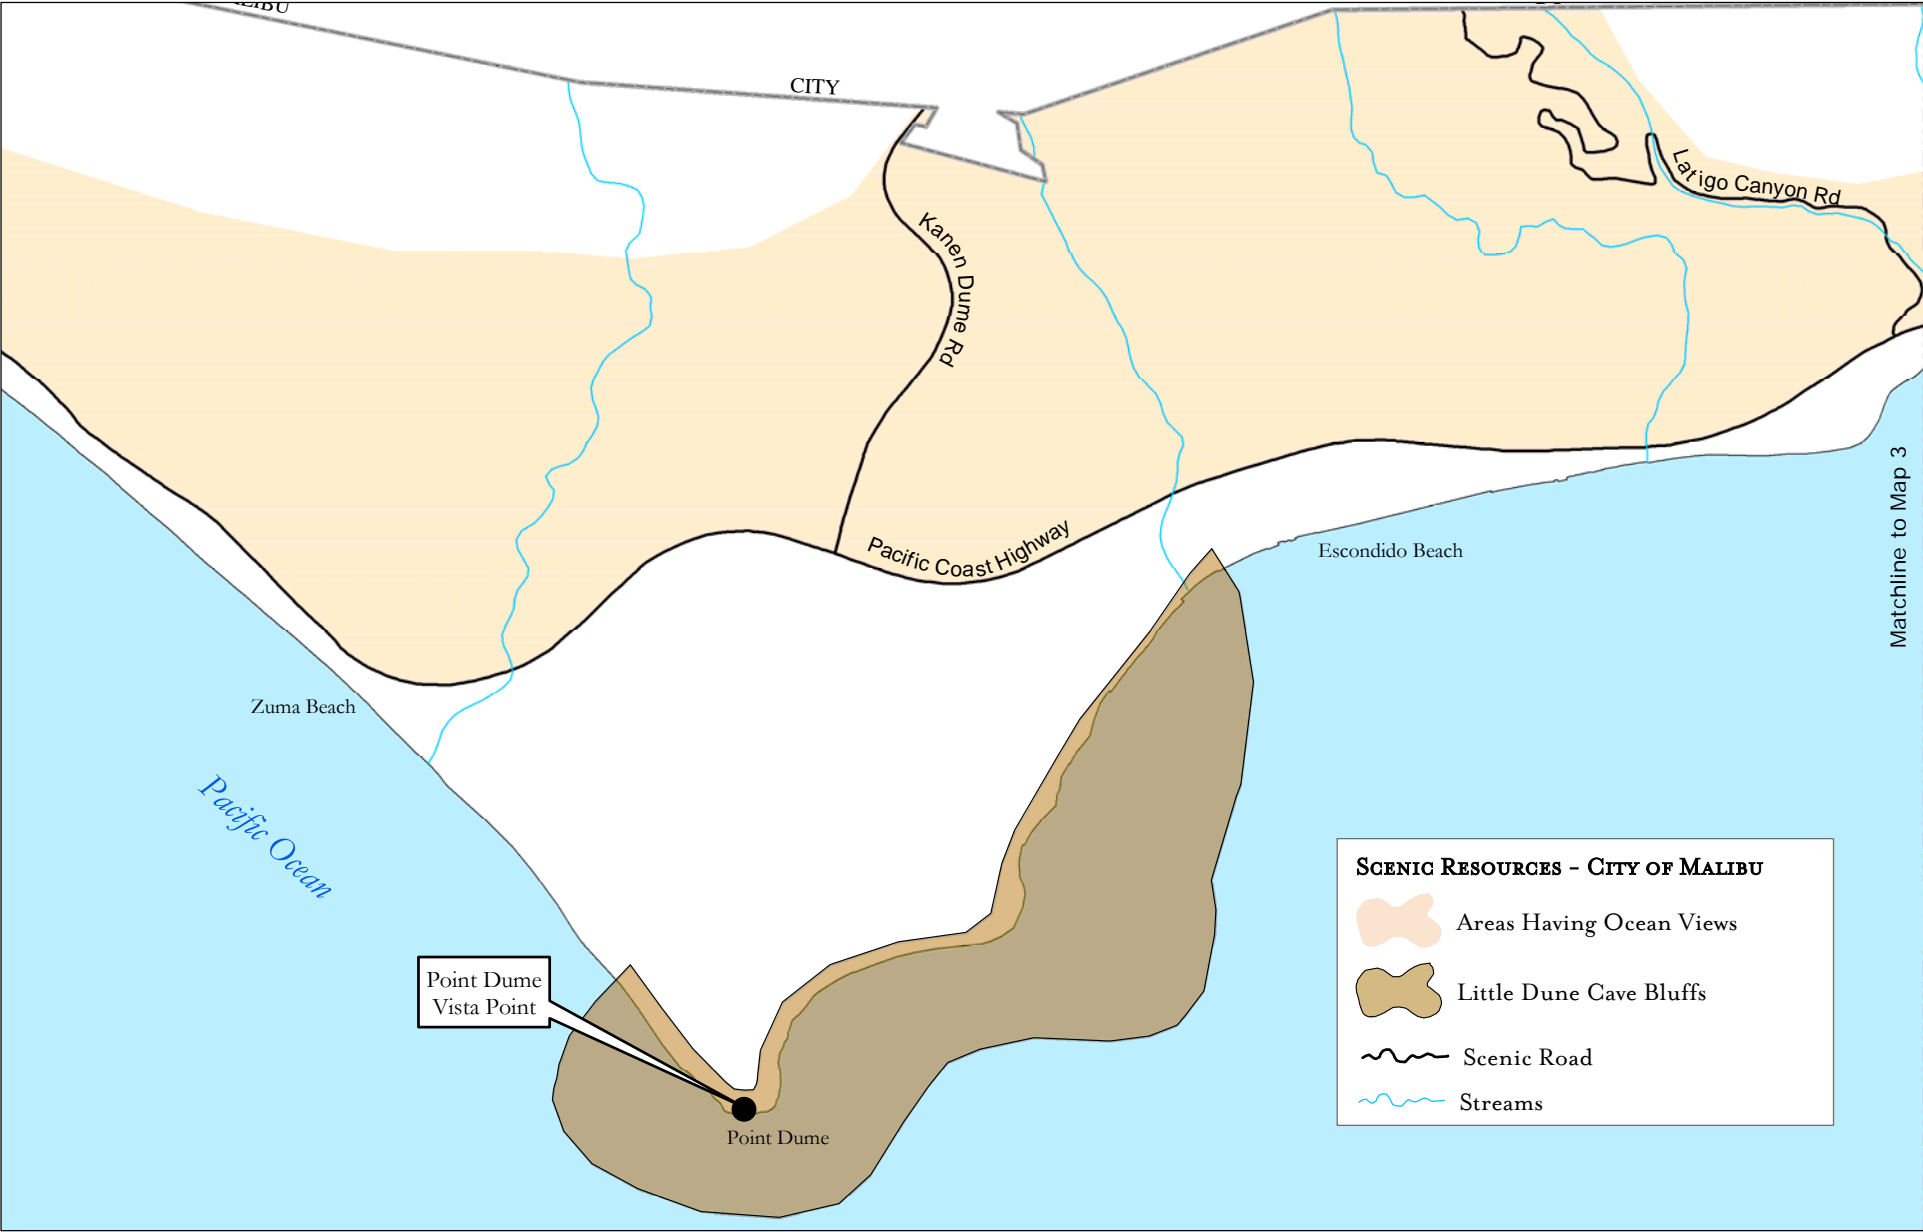 CITY
Kanen Dume Rd
Latigo Canyon Rd
Pacific Coast Highway
Escondido Beach
Matchline to Map 3
Zuma Beach
Pacific Ocean
Point Dume
Vista Point
Point Dume
SCENIC RESOURCES - CITY OF MALIBU
Areas Having Ocean Views
Little Dune Cave Bluffs
Scenic Road
Streams